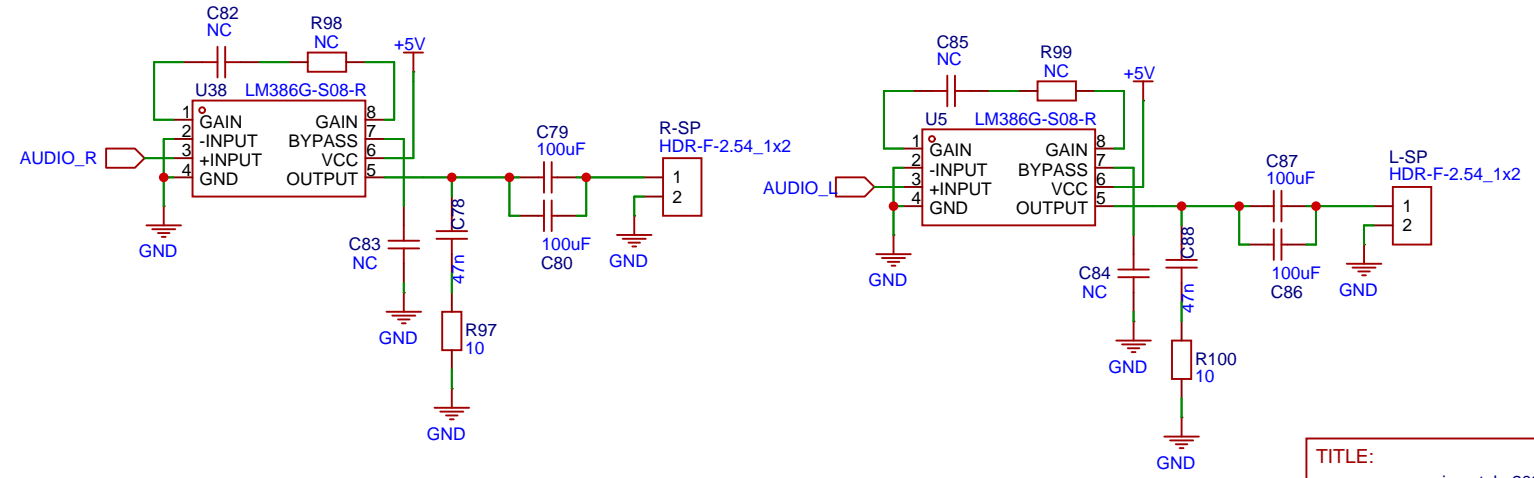 C82
NC
R98
NC
+5V
U38 LM386G-S08-R
1 GAIN GAIN 8
2 -INPUT BYPASS 7
3 +INPUT VCC 6
4 GND OUTPUT 5
AUDIO_R
GND
C83
NC
GND
C78
47n
R97
10
GND
C79
100uF
100uF
C80
R-SP
HDR-F-2.54_1x2
1
2
GND
C85
NC
R99
NC
+5V
U5 LM386G-S08-R
1 GAIN GAIN 8
2 -INPUT BYPASS 7
3 +INPUT VCC 6
4 GND OUTPUT 5
AUDIO_L
GND
C84
NC
GND
C88
47n
R100
10
GND
C87
100uF
100uF
C86
L-SP
HDR-F-2.54_1x2
1
2
GND
TITLE: